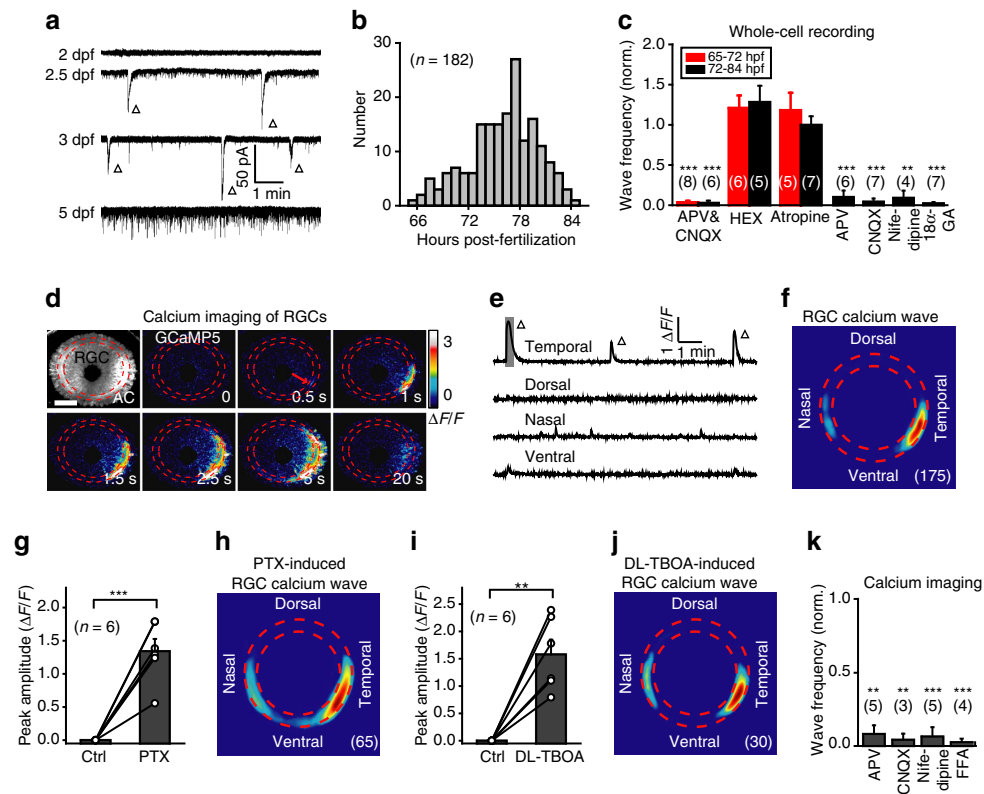 a
2 dpf
2.5 dpf
3 dpf
50 pA
1 min
5 dpf
b
30
20
10
0
Number
(n = 182)
66
72
78
84
Hours post-fertilization
c
Whole-cell recording
65-72 hpf
72-84 hpf
Wave frequency (norm.)
2.0
1.5
1.0
0.5
0.0
*** *** *** *** ** ***
(8) (6) (6) (5) (5) (7) (6) (7) (4) (7)
APV&
CNQX
HEX
Atropine
APV
CNQX
Nife-
dipine
18α-
GA
d
Calcium imaging of RGCs
RGC
AC
GCaMP5
0
0.5 s
1 s
1.5 s
2.5 s
3 s
20 s
3
0
ΔF/F
e
Temporal
1 ΔF/F
1 min
Dorsal
Nasal
Ventral
f
RGC calcium wave
Dorsal
Nasal
Temporal
Ventral
(175)
g
Peak amplitude (ΔF/F)
2.0
1.5
1.0
0.5
0.0
***
(n = 6)
Ctrl
PTX
h
PTX-induced
RGC calcium wave
Dorsal
Nasal
Temporal
Ventral
(65)
i
Peak amplitude (ΔF/F)
2.5
2.0
1.5
1.0
0.5
0.0
**
(n = 6)
Ctrl
DL-TBOA
j
DL-TBOA-induced
RGC calcium wave
Dorsal
Nasal
Temporal
Ventral
(30)
k
Calcium imaging
Wave frequency (norm.)
1.0
0.5
0.0
** ** *** ***
(5) (3) (5) (4)
APV
CNQX
Nife-
dipine
FFA